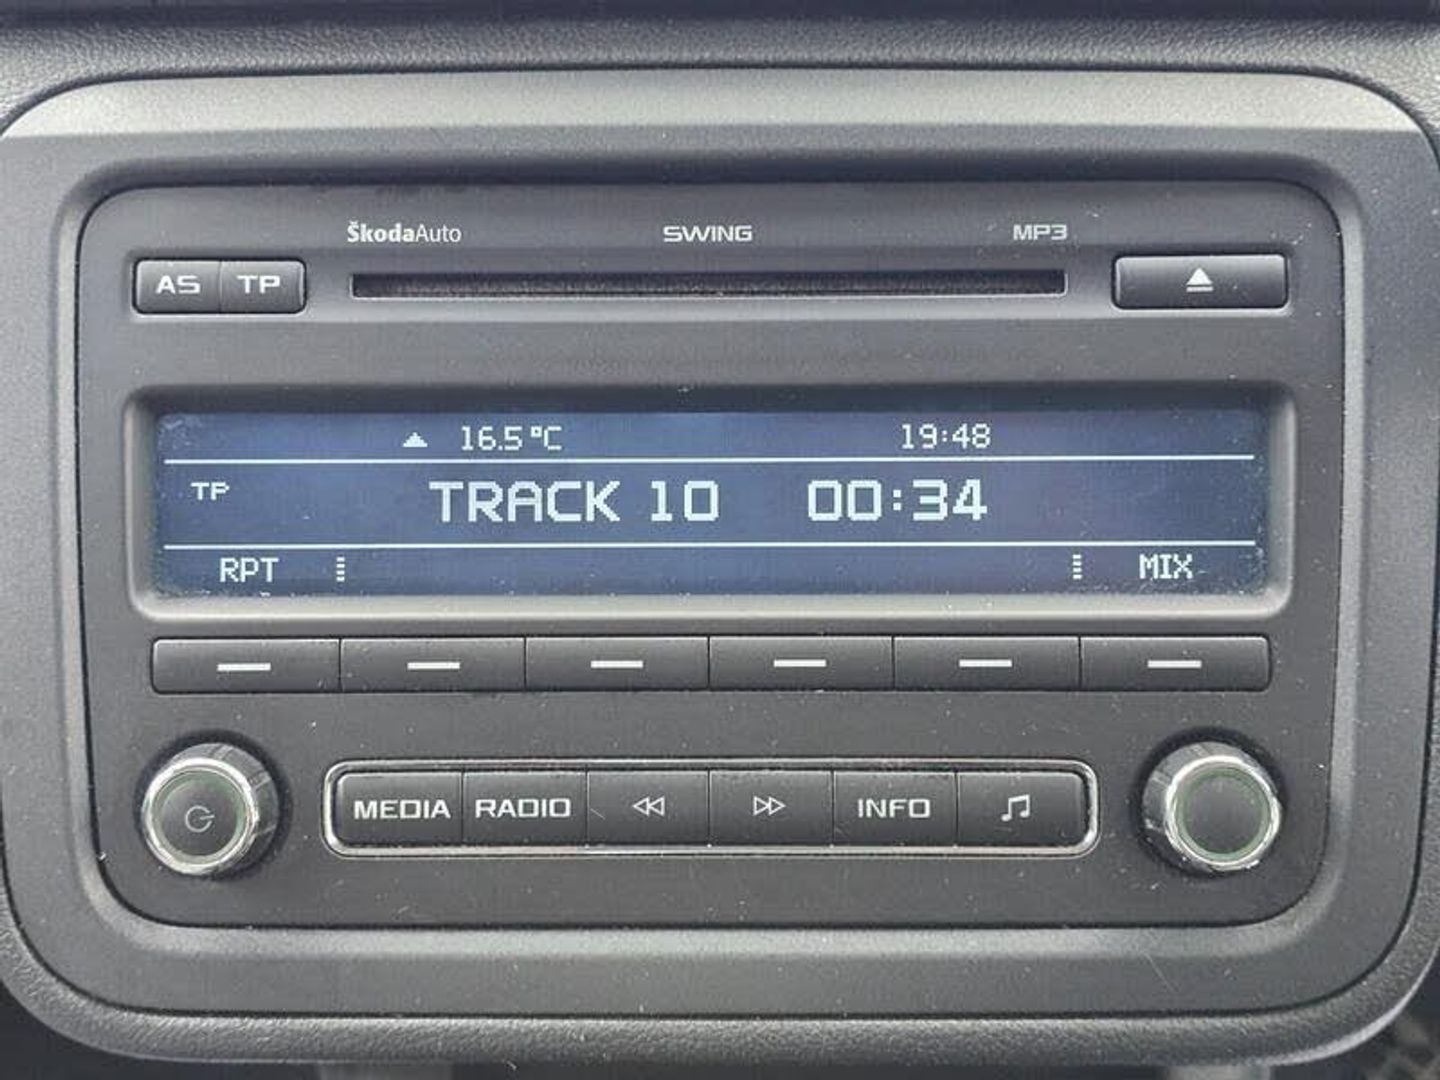 ŠkodaAuto SWING MP3
AS TP
16.5°C 19:48
TP TRACK 10 00:34
RPT MIX
MEDIA RADIO INFO